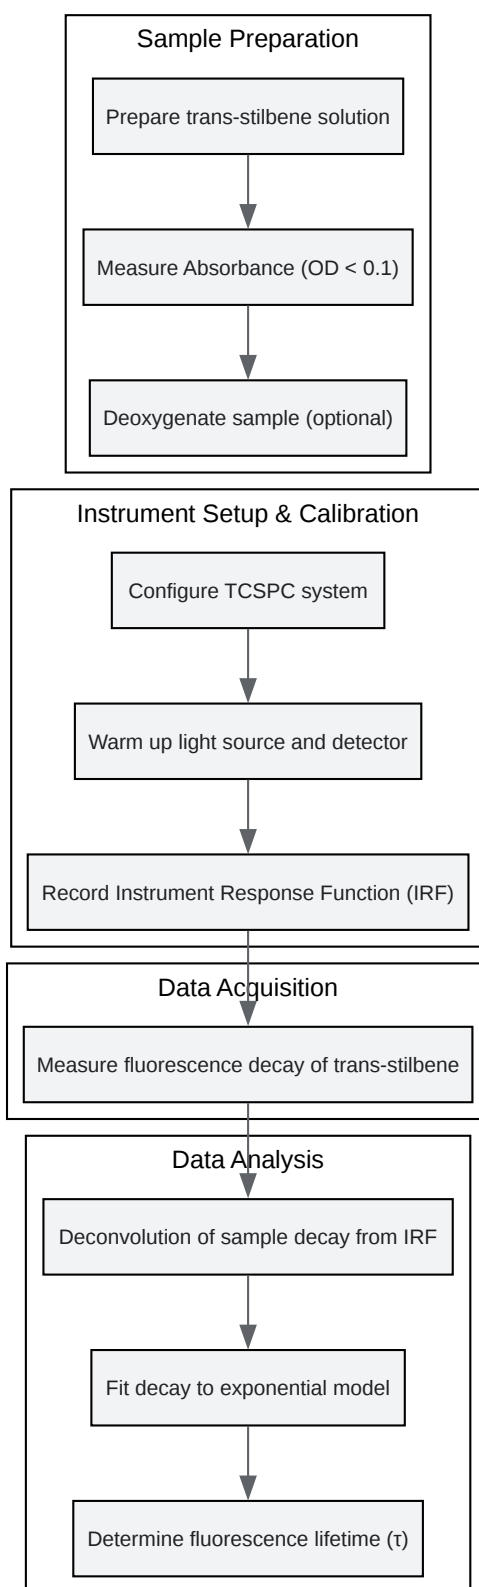 Sample Preparation
Prepare trans-stilbene solution
Measure Absorbance (OD < 0.1)
Deoxygenate sample (optional)
Instrument Setup & Calibration
Configure TCSPC system
Warm up light source and detector
Record Instrument Response Function (IRF)
Data Acquisition
Measure fluorescence decay of trans-stilbene
Data Analysis
Deconvolution of sample decay from IRF
Fit decay to exponential model
Determine fluorescence lifetime (τ)